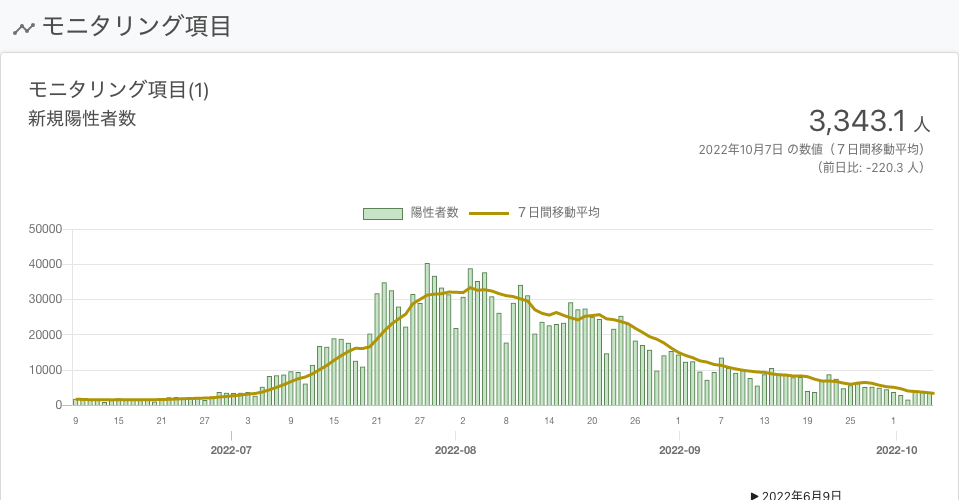 モニタリング項目
モニタリング項目(1)
新規陽性者数
3,343.1 人
2022年10月7日 の数値（７日間移動平均）
（前日比: -220.3 人）
陽性者数 ７日間移動平均
50000
40000
30000
20000
10000
0
9 15 21 27 3 9 15 21 27 2 8 14 20 26 1 7 13 19 25 1
2022-07 2022-08 2022-09 2022-10
▶ 2022年6月9日